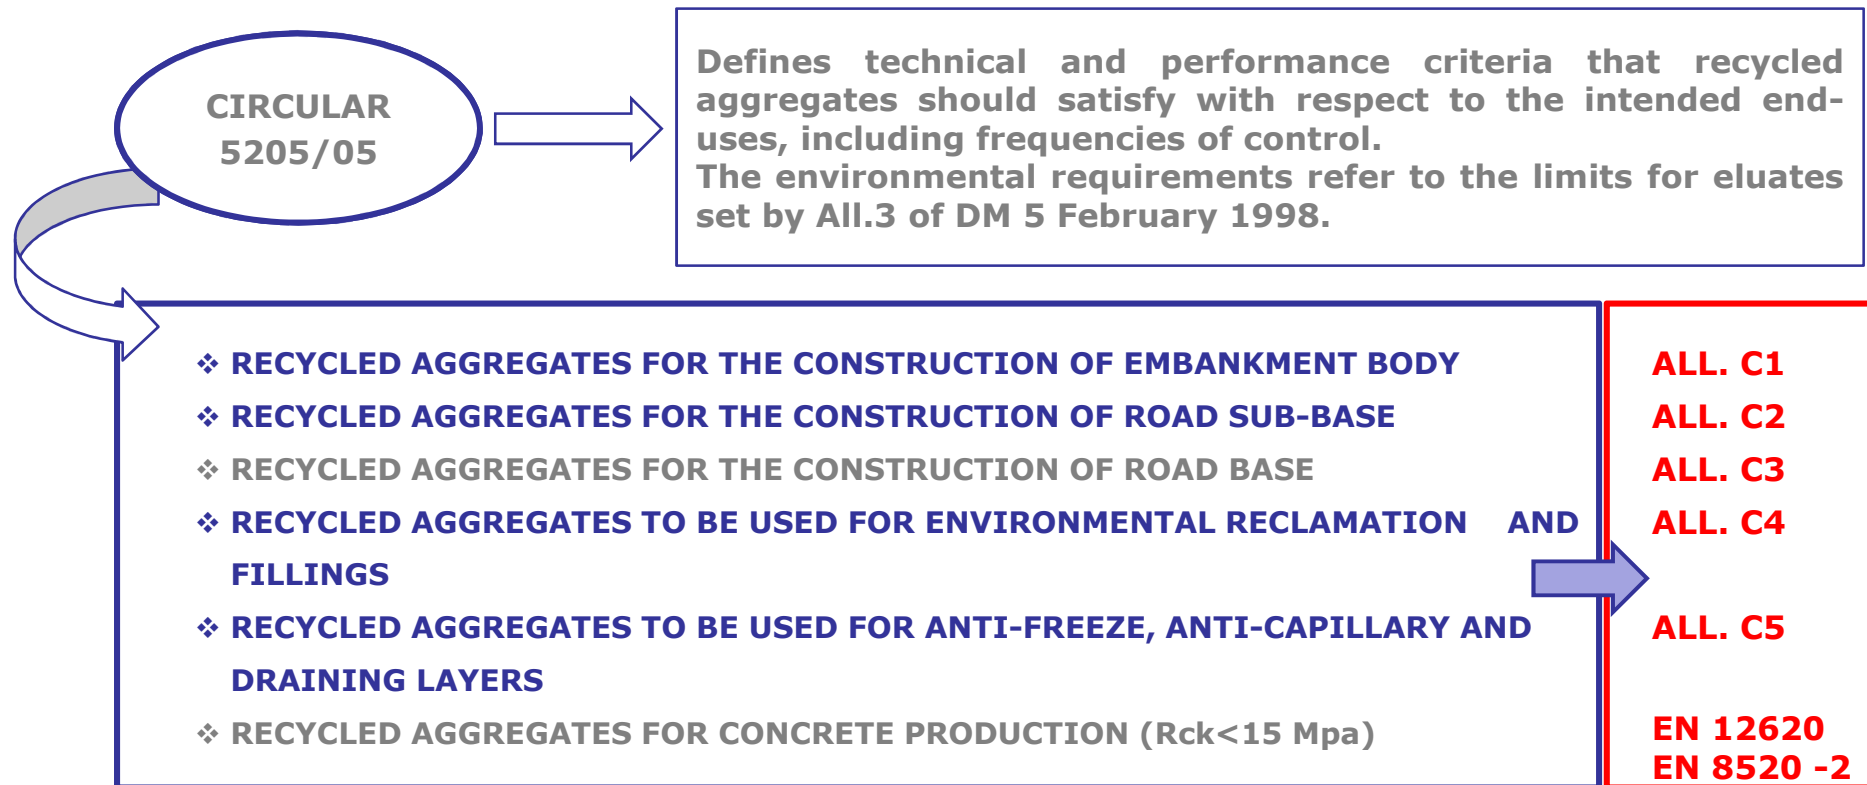 CIRCULAR
5205/05
Defines technical and performance criteria that recycled
aggregates should satisfy with respect to the intended end-
uses, including frequencies of control.
The environmental requirements refer to the limits for eluates
set by All.3 of DM 5 February 1998.
❖ RECYCLED AGGREGATES FOR THE CONSTRUCTION OF EMBANKMENT BODY
ALL. C1
❖ RECYCLED AGGREGATES FOR THE CONSTRUCTION OF ROAD SUB-BASE
ALL. C2
❖ RECYCLED AGGREGATES FOR THE CONSTRUCTION OF ROAD BASE
ALL. C3
❖ RECYCLED AGGREGATES TO BE USED FOR ENVIRONMENTAL RECLAMATION AND
FILLINGS
ALL. C4
❖ RECYCLED AGGREGATES TO BE USED FOR ANTI-FREEZE, ANTI-CAPILLARY AND
DRAINING LAYERS
ALL. C5
❖ RECYCLED AGGREGATES FOR CONCRETE PRODUCTION (Rck<15 Mpa)
EN 12620
EN 8520 -2